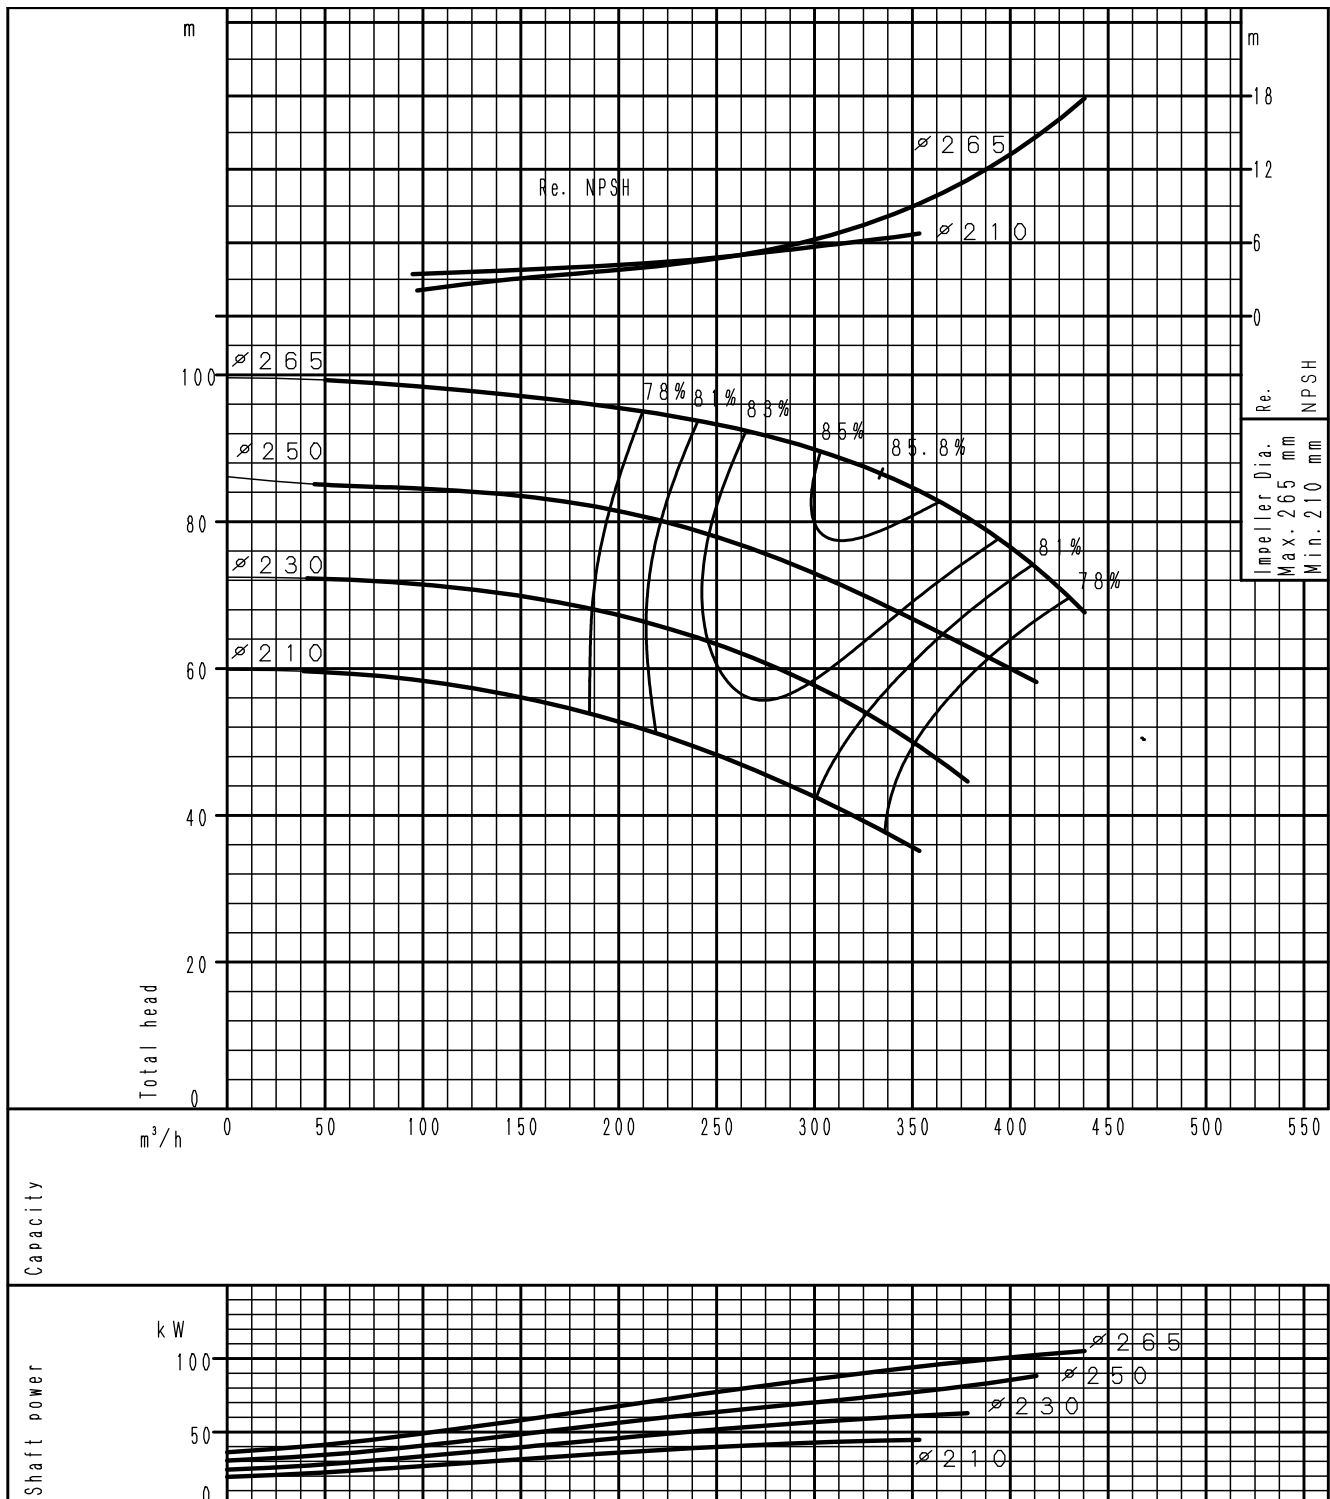 m
m
18
⌀265
12
Re. NPSH
⌀210
6
0
⌀265
100
78% 81% 83%
85%
85.8%
Re.
NPSH
⌀250
Impeller Dia.
Max. 265 mm
Min. 210 mm
80
81%
78%
⌀230
⌀210
60
40
20
Total head
0
m³/h
0 50 100 150 200 250 300 350 400 450 500 550
Capacity
kW
⌀265
100
⌀250
⌀230
50
⌀210
Shaft power
0